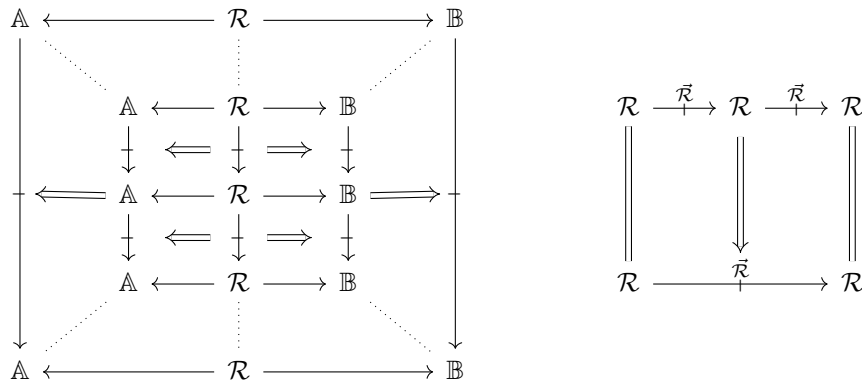 𝔸 ℛ 𝔹
𝔸 ℛ 𝔹
𝔸 ℛ 𝔹
𝔸 ℛ 𝔹
𝔸 ℛ 𝔹
ℛ ℛ⃗ ℛ ℛ⃗ ℛ
ℛ ℛ⃗ ℛ